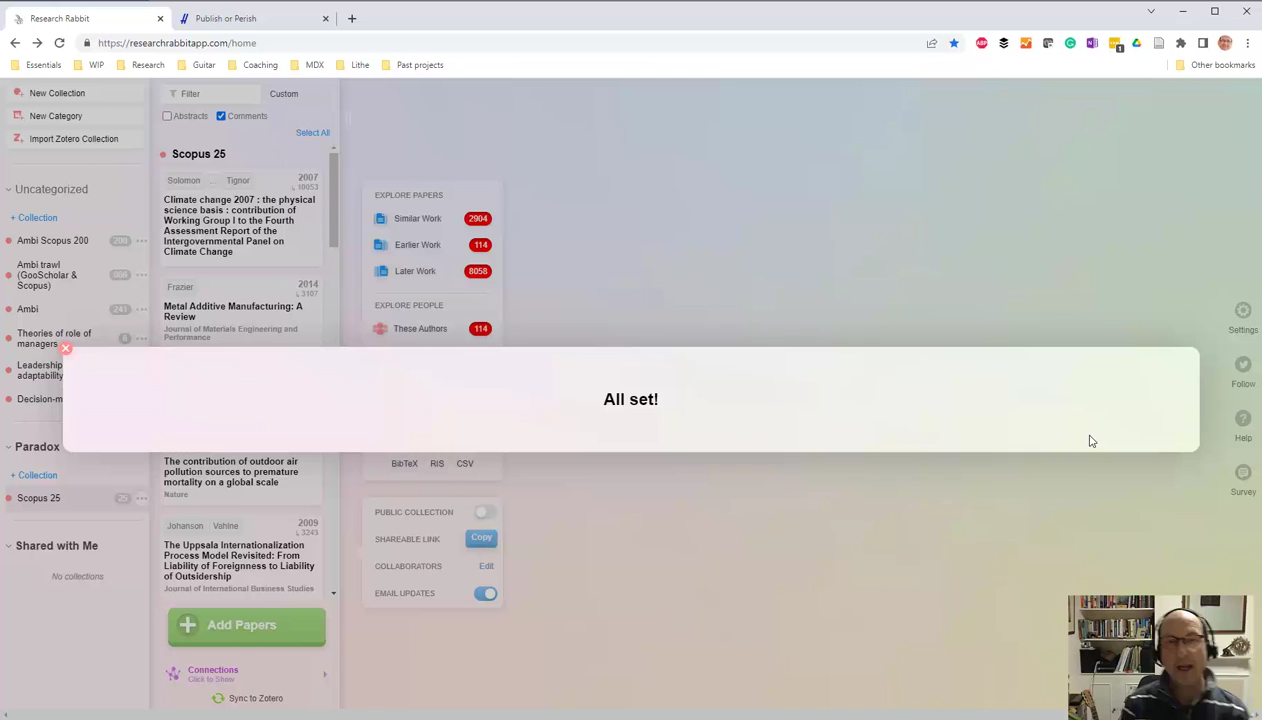 Research Rabbit
Publish or Perish
https://researchrabbitapp.com/home
Essentials
WIP
Research
Guitar
Coaching
MDX
Lithe
Past projects
Other bookmarks
New Collection
New Category
Import Zotero Collection
Uncategorized
+ Collection
Ambi Scopus 200
200
Ambi trawl
(GooScholar &
Scopus)
Ambi
241
Theories of role of
managers
Leadership
adaptability
Decision-m
Paradox
+ Collection
Scopus 25
25
Shared with Me
No collections
Filter
Custom
Abstracts
Comments
Select All
Scopus 25
Solomon ... Tignor
2007
10053
Climate change 2007 : the physical
science basis : contribution of
Working Group I to the Fourth
Assessment Report of the
Intergovernmental Panel on
Climate Change
Frazier
2014
3107
Metal Additive Manufacturing: A
Review
Journal of Materials Engineering and
Performance
The contribution of outdoor air
pollution sources to premature
mortality on a global scale
Nature
Johanson Vahlne
2009
3243
The Uppsala Internationalization
Process Model Revisited: From
Liability of Foreignness to Liability
of Outsidership
Journal of International Business Studies
Add Papers
Connections
Click to Show
Sync to Zotero
EXPLORE PAPERS
Similar Work 2904
Earlier Work 114
Later Work 8058
EXPLORE PEOPLE
These Authors 114
All set!
BibTeX RIS CSV
PUBLIC COLLECTION
SHAREABLE LINK Copy
COLLABORATORS Edit
EMAIL UPDATES
Settings
Follow
Help
Survey